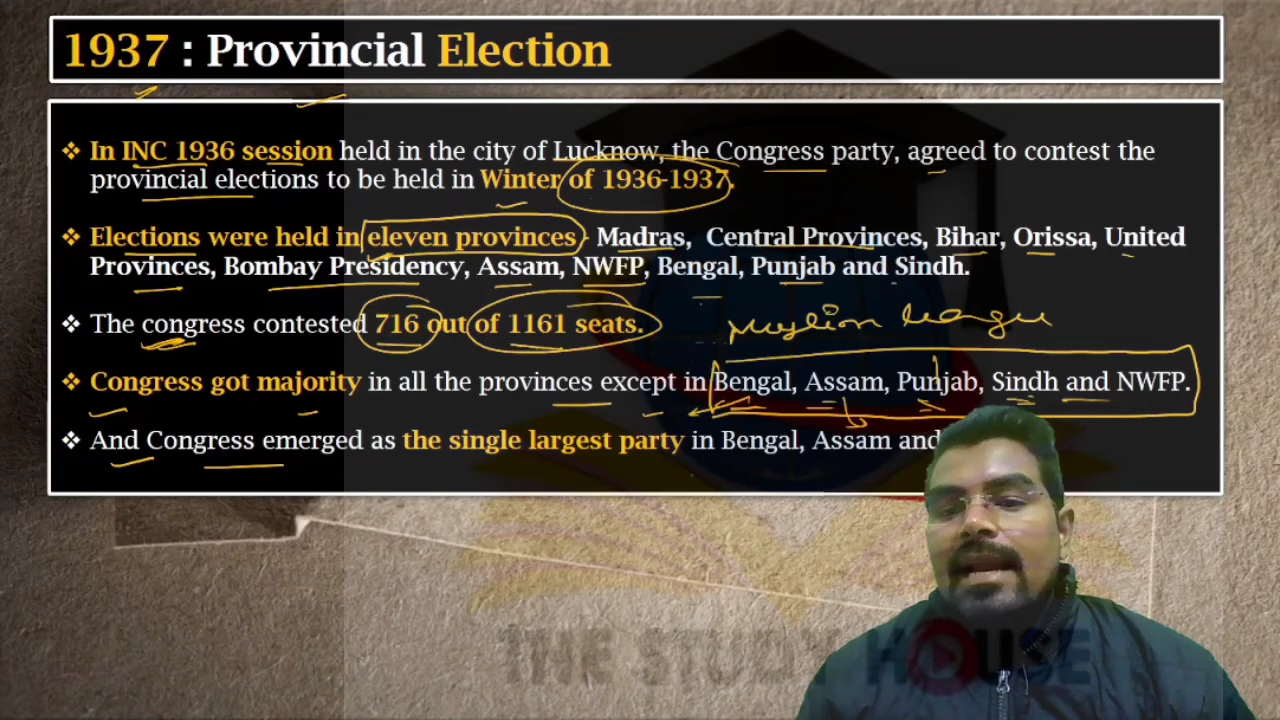 1937 : Provincial Election
❖ In INC 1936 session held in the city of Lucknow, the Congress party, agreed to contest the
provincial elections to be held in Winter of 1936-1937.
❖ Elections were held in eleven provinces - Madras, Central Provinces, Bihar, Orissa, United
Provinces, Bombay Presidency, Assam, NWFP, Bengal, Punjab and Sindh.
❖ The congress contested 716 out of 1161 seats.
muslim league
❖ Congress got majority in all the provinces except in Bengal, Assam, Punjab, Sindh and NWFP.
❖ And Congress emerged as the single largest party in Bengal, Assam and
THE STUDY HOUSE